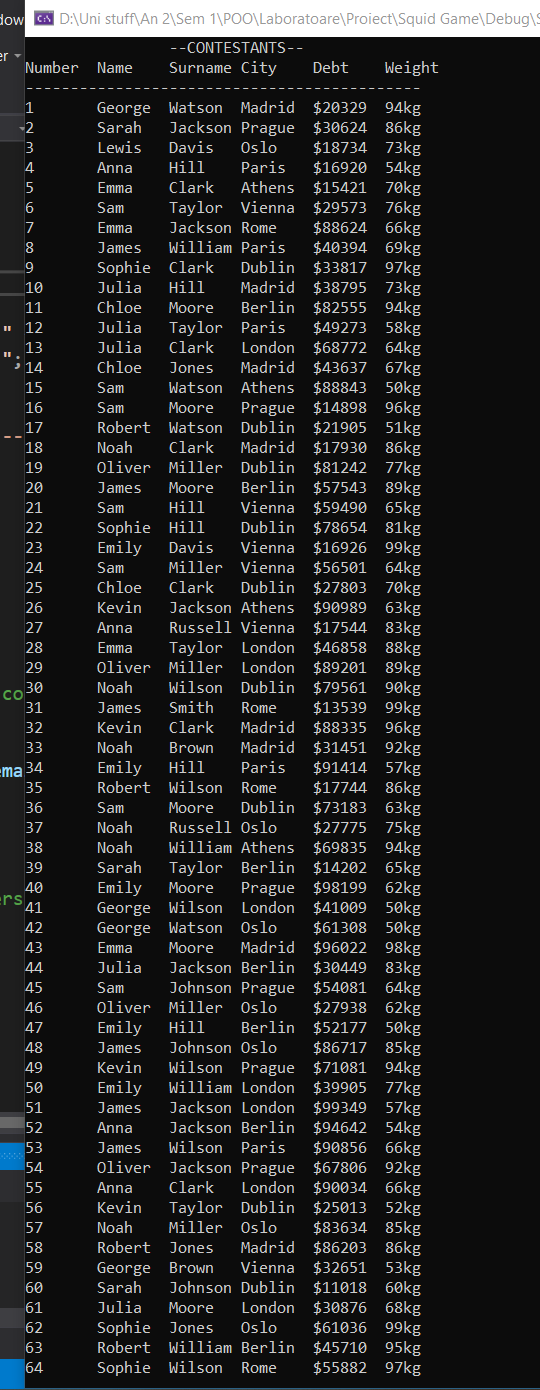 dow
D:\Uni stuff\An 2\Sem 1\POO\Laboratoare\Proiect\Squid Game\Debug\S
er
--CONTESTANTS--
Number Name Surname City Debt Weight
--------------------------------------------
1 George Watson Madrid $20329 94kg
2 Sarah Jackson Prague $30624 86kg
3 Lewis Davis Oslo $18734 73kg
4 Anna Hill Paris $16920 54kg
5 Emma Clark Athens $15421 70kg
6 Sam Taylor Vienna $29573 76kg
7 Emma Jackson Rome $88624 66kg
8 James William Paris $40394 69kg
9 Sophie Clark Dublin $33817 97kg
10 Julia Hill Madrid $38795 73kg
11 Chloe Moore Berlin $82555 94kg
" 12 Julia Taylor Paris $49273 58kg
"; 13 Julia Clark London $68772 64kg
14 Chloe Jones Madrid $43637 67kg
15 Sam Watson Athens $88843 50kg
16 Sam Moore Prague $14898 96kg
-- 17 Robert Watson Dublin $21905 51kg
18 Noah Clark Madrid $17930 86kg
19 Oliver Miller Dublin $81242 77kg
20 James Moore Berlin $57543 89kg
21 Sam Hill Vienna $59490 65kg
22 Sophie Hill Dublin $78654 81kg
23 Emily Davis Vienna $16926 99kg
24 Sam Miller Vienna $56501 64kg
25 Chloe Clark Dublin $27803 70kg
26 Kevin Jackson Athens $90989 63kg
27 Anna Russell Vienna $17544 83kg
28 Emma Taylor London $46858 88kg
29 Oliver Miller London $89201 89kg
co 30 Noah Wilson Dublin $79561 90kg
31 James Smith Rome $13539 99kg
32 Kevin Clark Madrid $88335 96kg
33 Noah Brown Madrid $31451 92kg
ema 34 Emily Hill Paris $91414 57kg
35 Robert Wilson Rome $17744 86kg
36 Sam Moore Dublin $73183 63kg
37 Noah Russell Oslo $27775 75kg
38 Noah William Athens $69835 94kg
39 Sarah Taylor Berlin $14202 65kg
40 Emily Moore Prague $98199 62kg
ers 41 George Wilson London $41009 50kg
42 George Watson Oslo $61308 50kg
43 Emma Moore Madrid $96022 98kg
44 Julia Jackson Berlin $30449 83kg
45 Sam Johnson Prague $54081 64kg
46 Oliver Miller Oslo $27938 62kg
47 Emily Hill Berlin $52177 50kg
48 James Johnson Oslo $86717 85kg
49 Kevin Wilson Prague $71081 94kg
50 Emily William London $39905 77kg
51 James Jackson London $99349 57kg
52 Anna Jackson Berlin $94642 54kg
53 James Wilson Paris $90856 66kg
54 Oliver Jackson Prague $67806 92kg
55 Anna Clark London $90034 66kg
56 Kevin Taylor Dublin $25013 52kg
57 Noah Miller Oslo $83634 85kg
58 Robert Jones Madrid $86203 86kg
59 George Brown Vienna $32651 53kg
60 Sarah Johnson Dublin $11018 60kg
61 Julia Moore London $30876 68kg
62 Sophie Jones Oslo $61036 99kg
63 Robert William Berlin $45710 95kg
64 Sophie Wilson Rome $55882 97kg